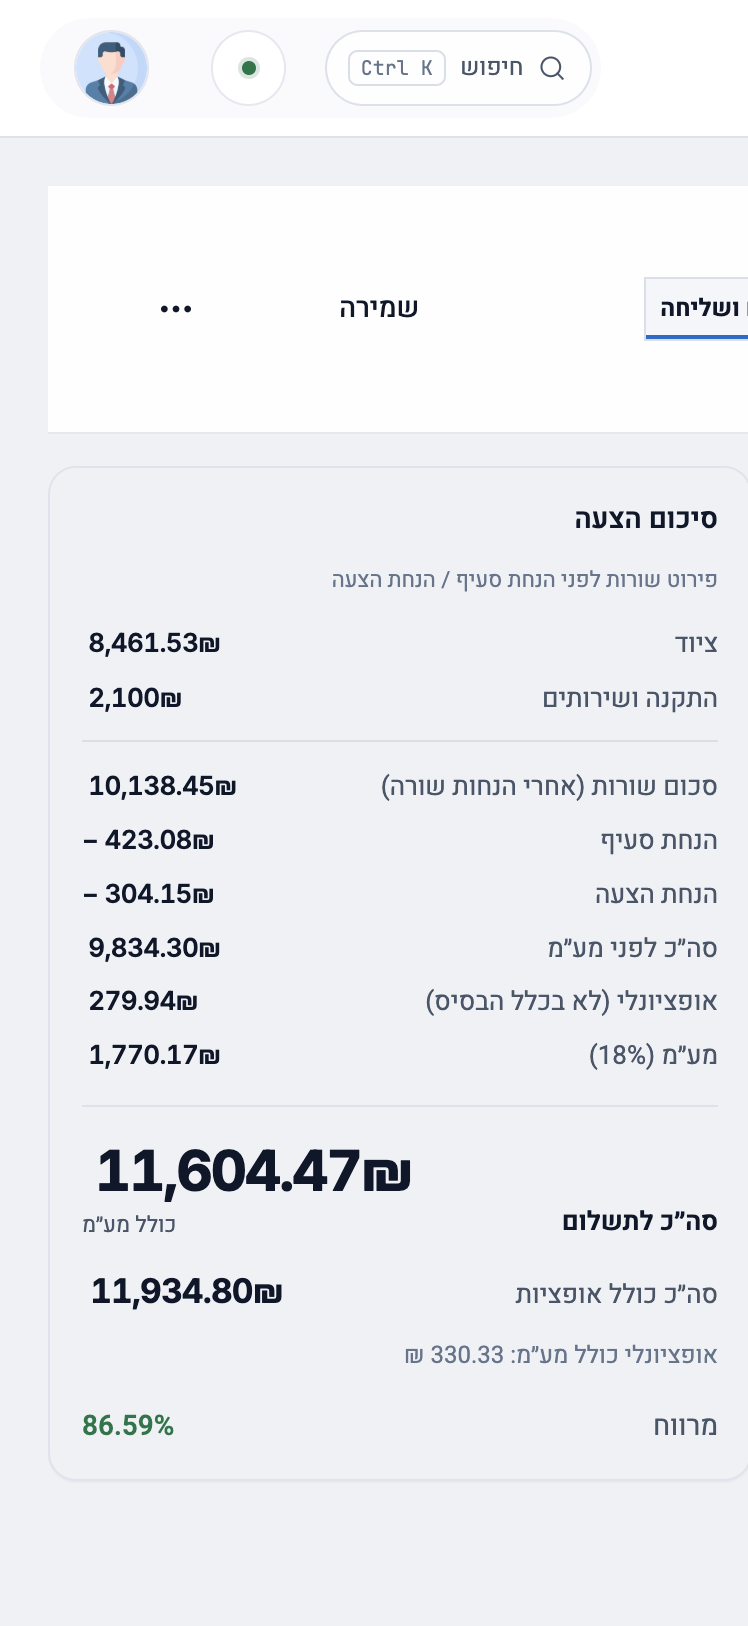 חיפוש Ctrl K
ושליחה
שמירה
...
סיכום הצעה
פירוט שורות לפני הנחת סעיף / הנחת הצעה
ציוד 8,461.53₪
התקנה ושירותים 2,100₪
סכום שורות (אחרי הנחות שורה) 10,138.45₪
הנחת סעיף – 423.08₪
הנחת הצעה – 304.15₪
סה״כ לפני מע״מ 9,834.30₪
אופציונלי (לא בכלל הבסיס) 279.94₪
מע״מ (18%) 1,770.17₪
סה״כ לתשלום 11,604.47₪
כולל מע״מ
סה״כ כולל אופציות 11,934.80₪
אופציונלי כולל מע״מ: 330.33 ₪
מרווח 86.59%